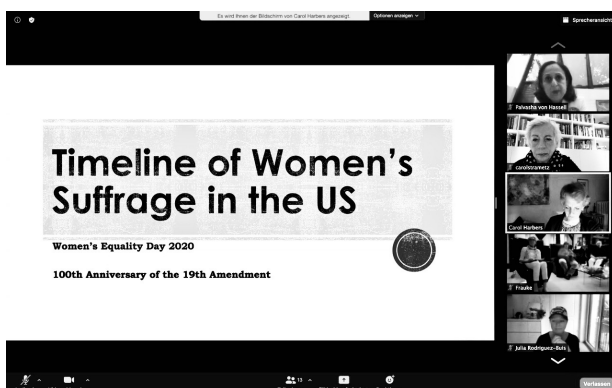 Es wird Ihnen der Bildschirm von Carol Harbers angezeigt
Optionen anzeigen
Sprecheransicht
Palvasha von Hassell
carolstrametz
Timeline of Women's
Suffrage in the US
Carol Harbers
Women's Equality Day 2020
100th Anniversary of the 19th Amendment
Frauke
Julia Rodriguez-Buis
13
Verlassen